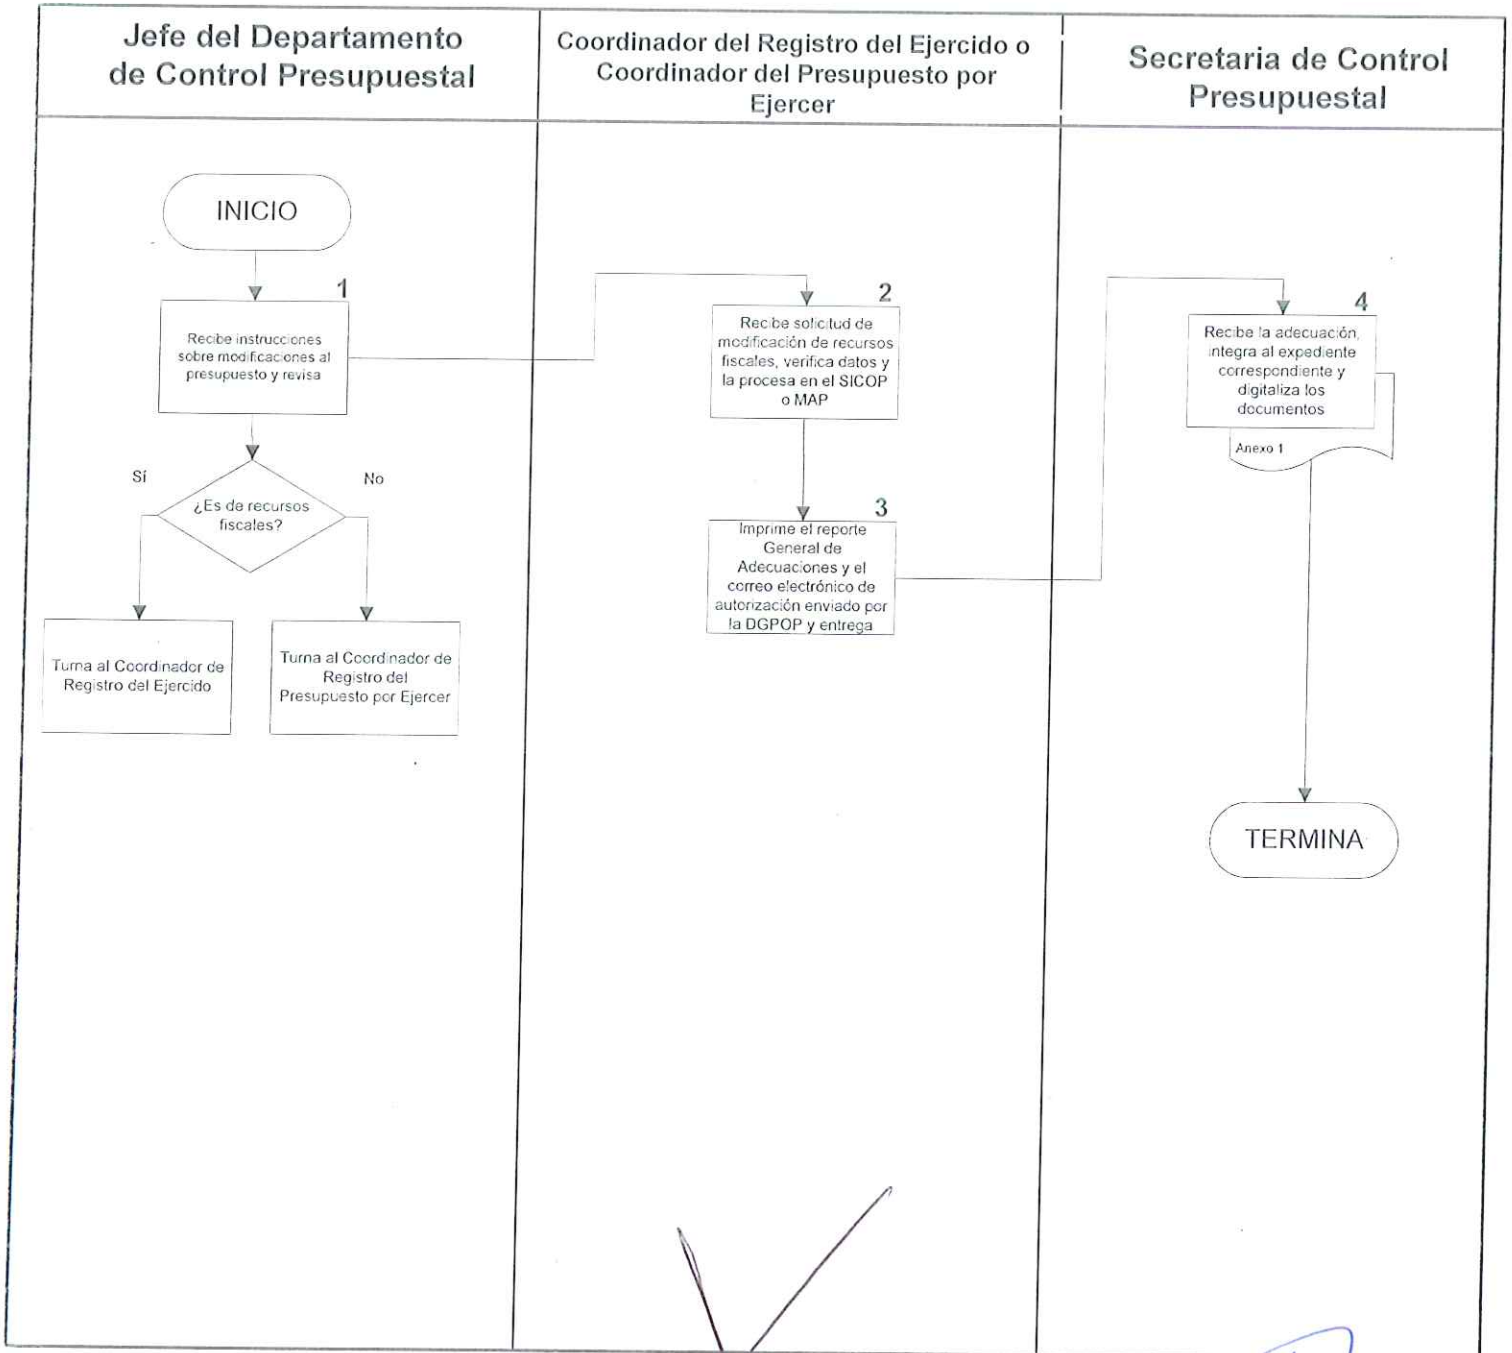 Jefe del Departamento
de Control Presupuestal
Coordinador del Registro del Ejercido o
Coordinador del Presupuesto por
Ejercer
Secretaria de Control
Presupuestal
INICIO
1
Recibe instrucciones
sobre modificaciones al
presupuesto y revisa
Sí
No
¿Es de recursos
fiscales?
Turna al Coordinador de
Registro del Ejercido
Turna al Coordinador de
Registro del
Presupuesto por Ejercer
2
Recibe solicitud de
modificación de recursos
fiscales, verifica datos y
la procesa en el SICOP
o MAP
3
Imprime el reporte
General de
Adecuaciones y el
correo electrónico de
autorización enviado por
la DGPOP y entrega
4
Recibe la adecuación,
integra al expediente
correspondiente y
digitaliza los
documentos
Anexo 1
TERMINA